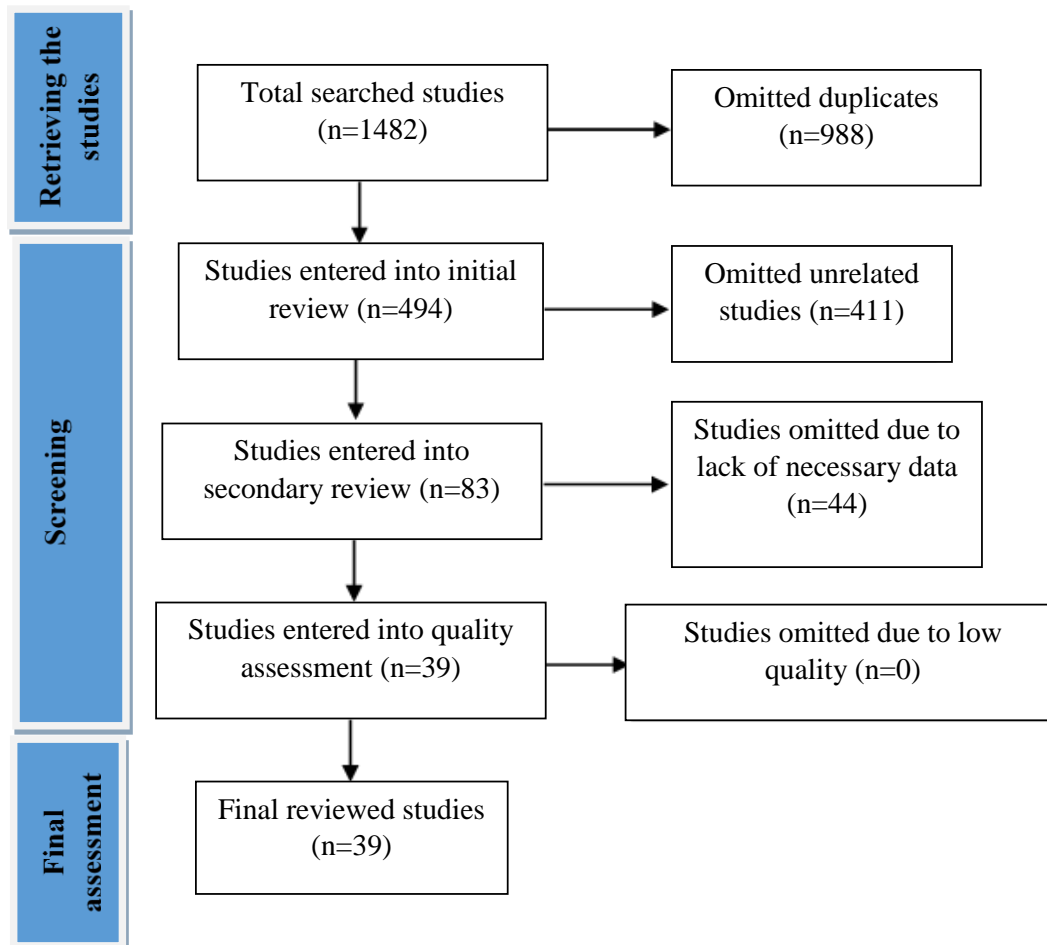 Retrieving the
studies
Total searched studies
(n=1482)
Omitted duplicates
(n=988)
Screening
Studies entered into initial
review (n=494)
Omitted unrelated
studies (n=411)
Studies entered into
secondary review (n=83)
Studies omitted due to
lack of necessary data
(n=44)
Studies entered into quality
assessment (n=39)
Studies omitted due to low
quality (n=0)
Final
assessment
Final reviewed studies
(n=39)